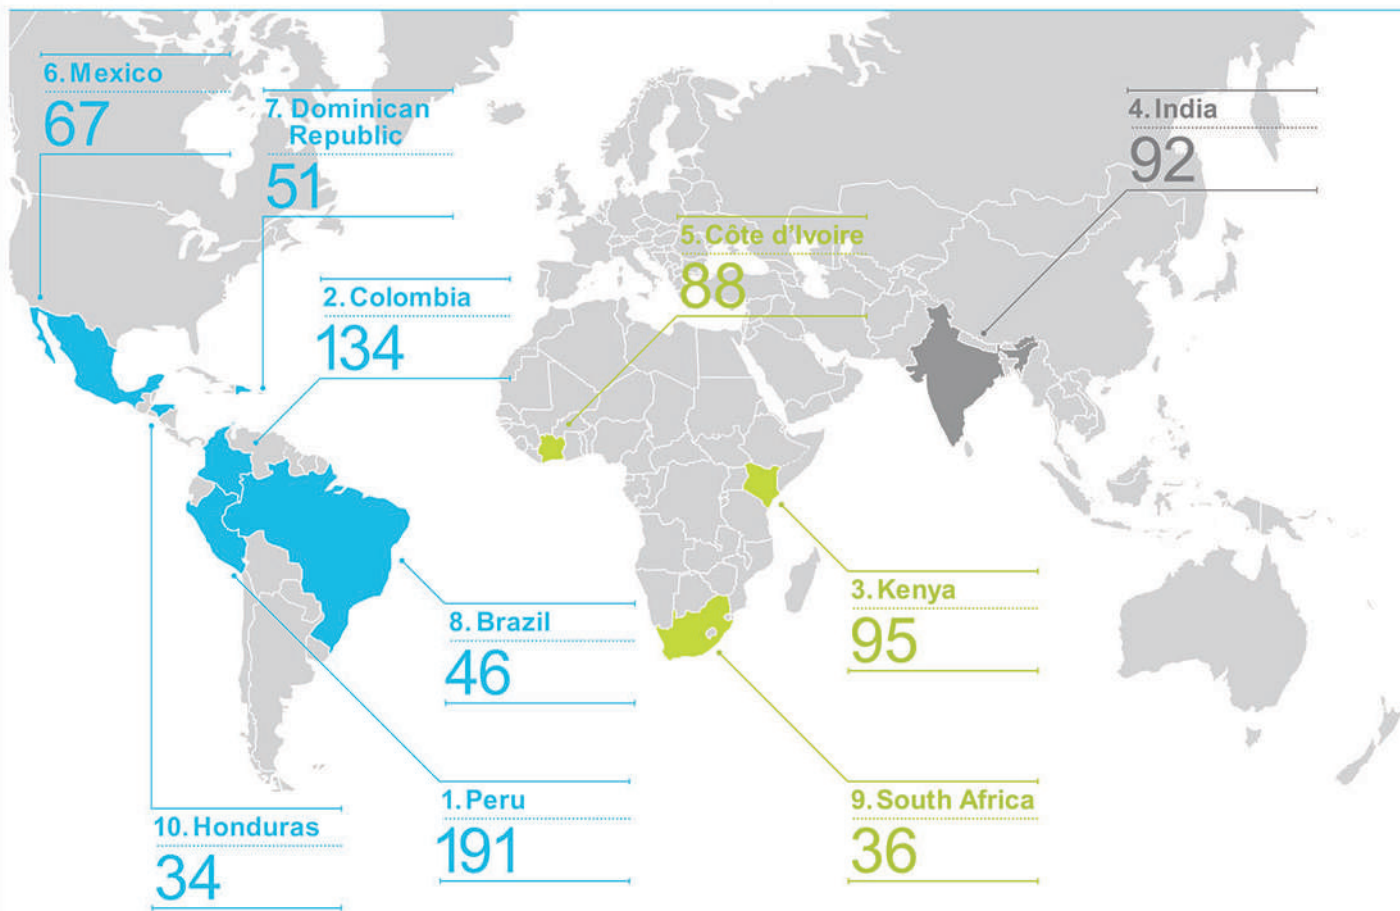 6. Mexico
67
7. Dominican
Republic
51
4. India
92
5. Côte d'Ivoire
88
2. Colombia
134
3. Kenya
95
8. Brazil
46
1. Peru
191
9. South Africa
36
10. Honduras
34